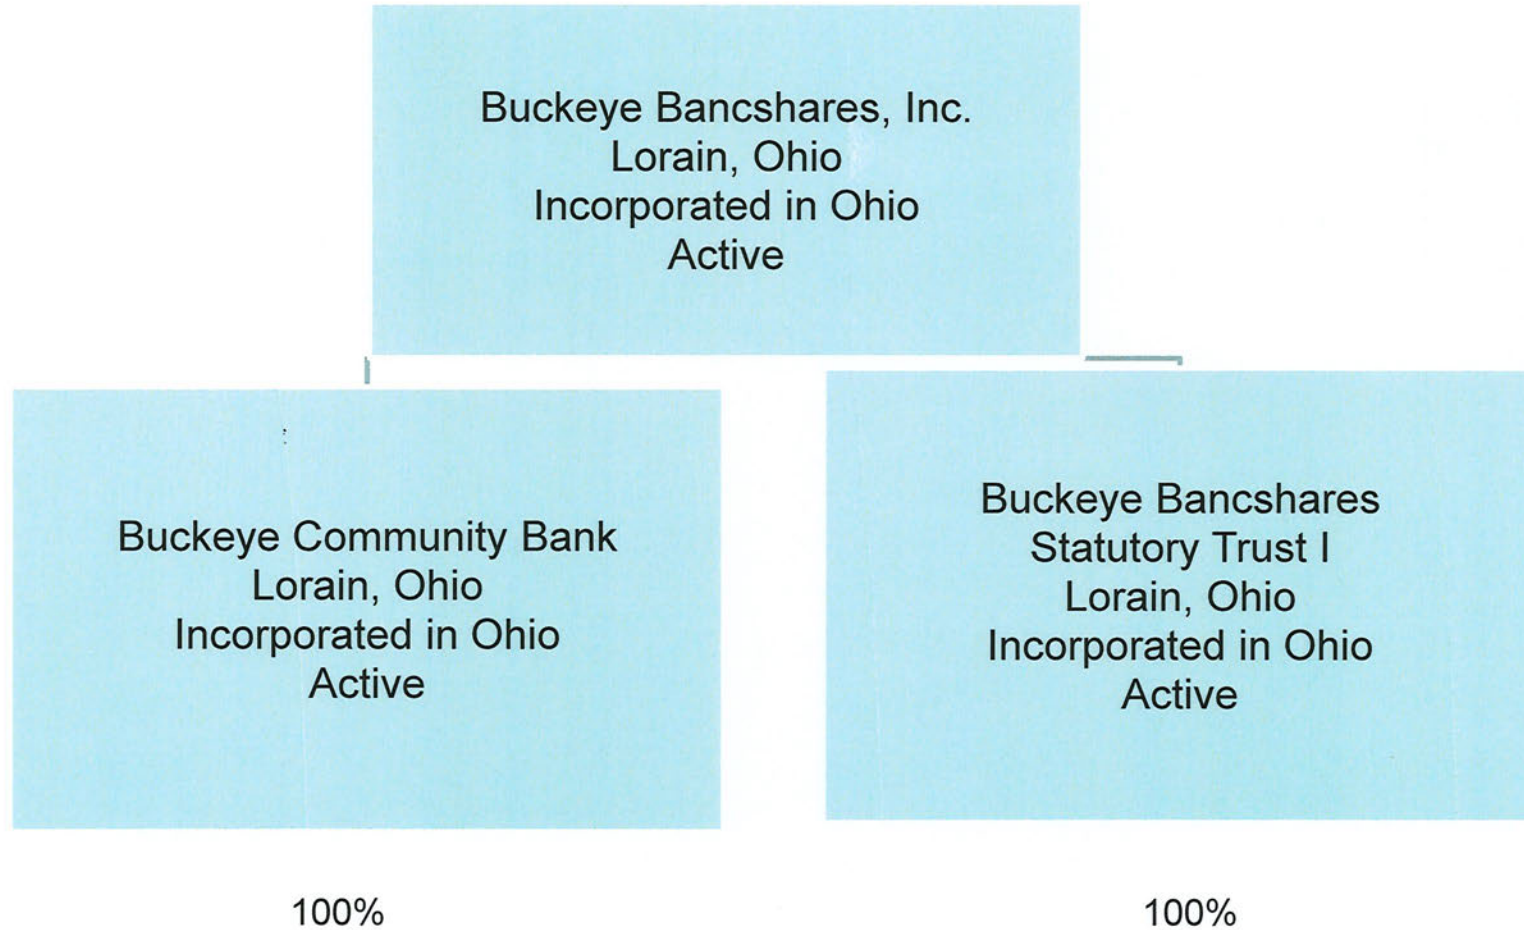 Buckeye Bancshares, Inc.
Lorain, Ohio
Incorporated in Ohio
Active
Buckeye Community Bank
Lorain, Ohio
Incorporated in Ohio
Active
Buckeye Bancshares
Statutory Trust I
Lorain, Ohio
Incorporated in Ohio
Active
100%
100%